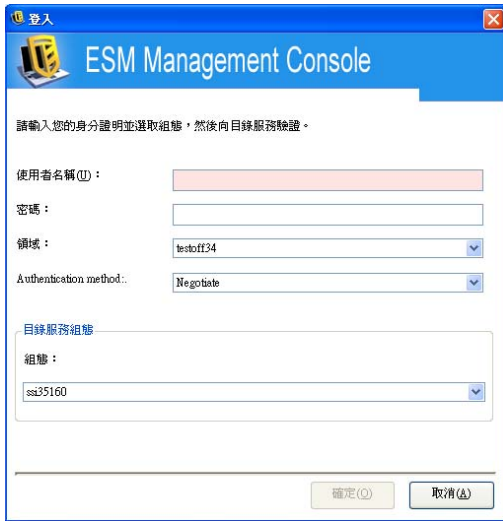 登入
ESM Management Console
請輸入您的身分證明並選取組態，然後向目錄服務驗證。
使用者名稱(U)：
密碼：
領域：
testoff34
Authentication method:.
Negotiate
目錄服務組態
組態：
ssi35160
確定(O)
取消(A)